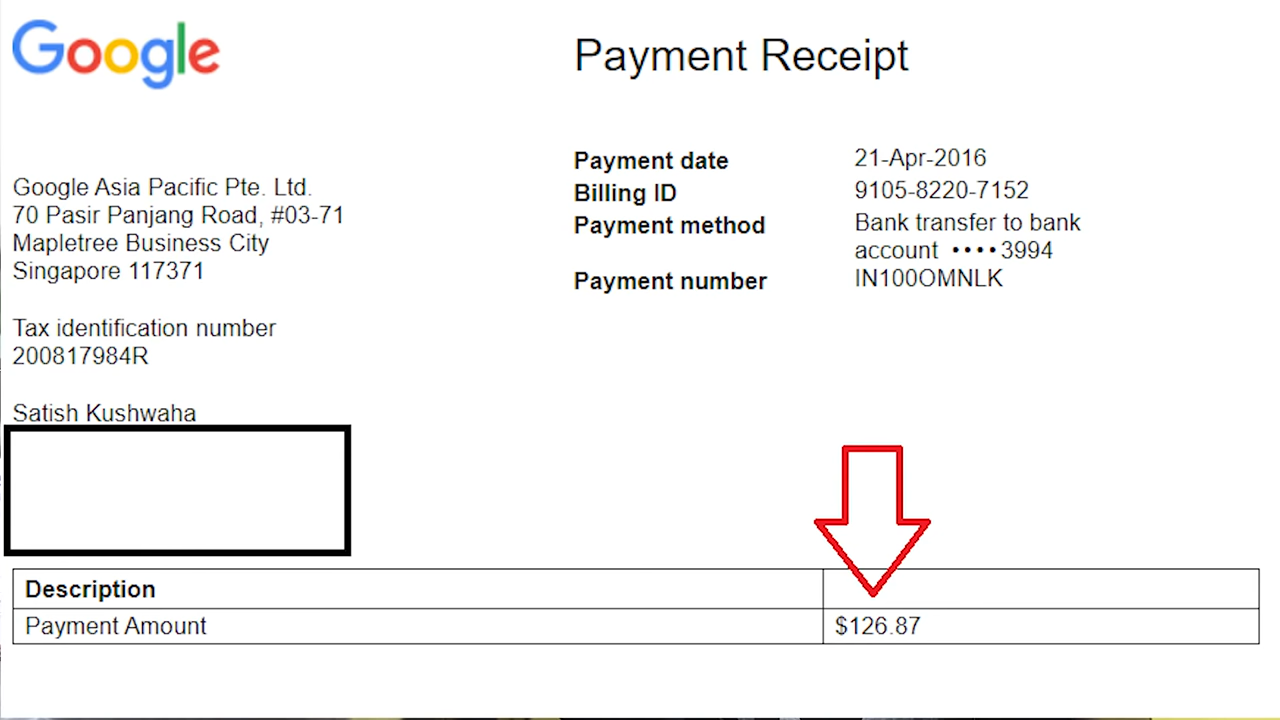 Google
Payment Receipt
Google Asia Pacific Pte. Ltd.
70 Pasir Panjang Road, #03-71
Mapletree Business City
Singapore 117371
Tax identification number
200817984R
Satish Kushwaha
Payment date 21-Apr-2016
Billing ID 9105-8220-7152
Payment method Bank transfer to bank
account ••••3994
Payment number IN100OMNLK
Description
Payment Amount $126.87